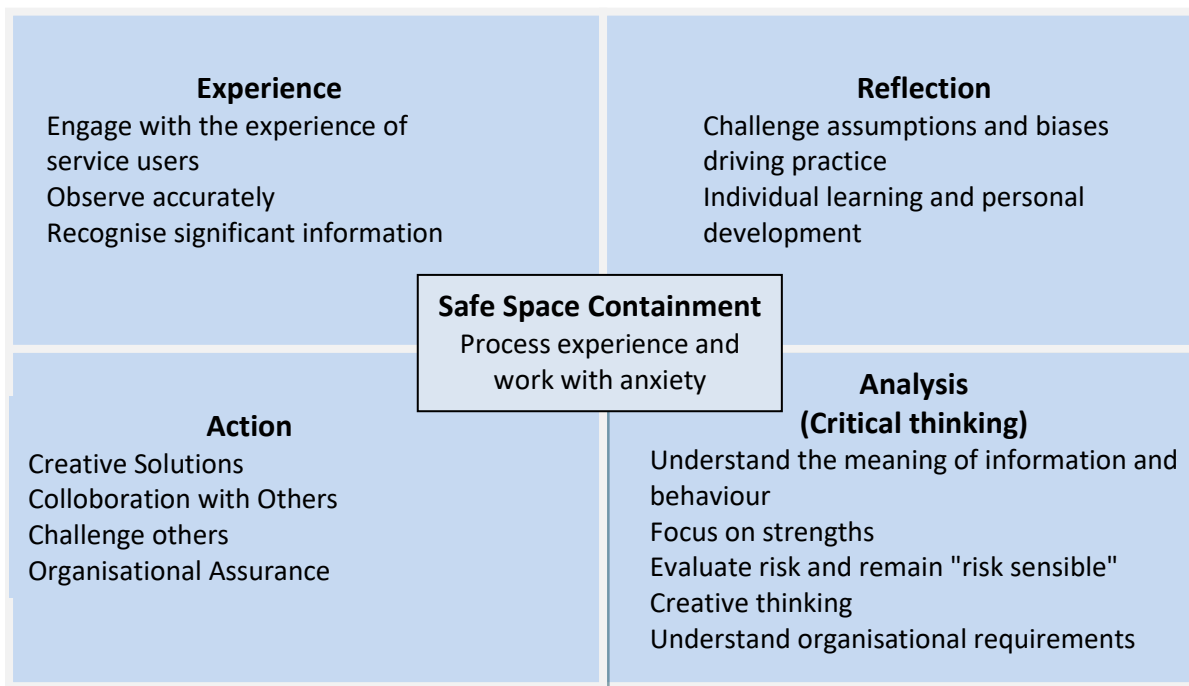 Experience
Engage with the experience of
service users
Observe accurately
Recognise significant information
Reflection
Challenge assumptions and biases
driving practice
Individual learning and personal
development
Safe Space Containment
Process experience and
work with anxiety
Action
Creative Solutions
Colloboration with Others
Challenge others
Organisational Assurance
Analysis
(Critical thinking)
Understand the meaning of information and
behaviour
Focus on strengths
Evaluate risk and remain "risk sensible"
Creative thinking
Understand organisational requirements